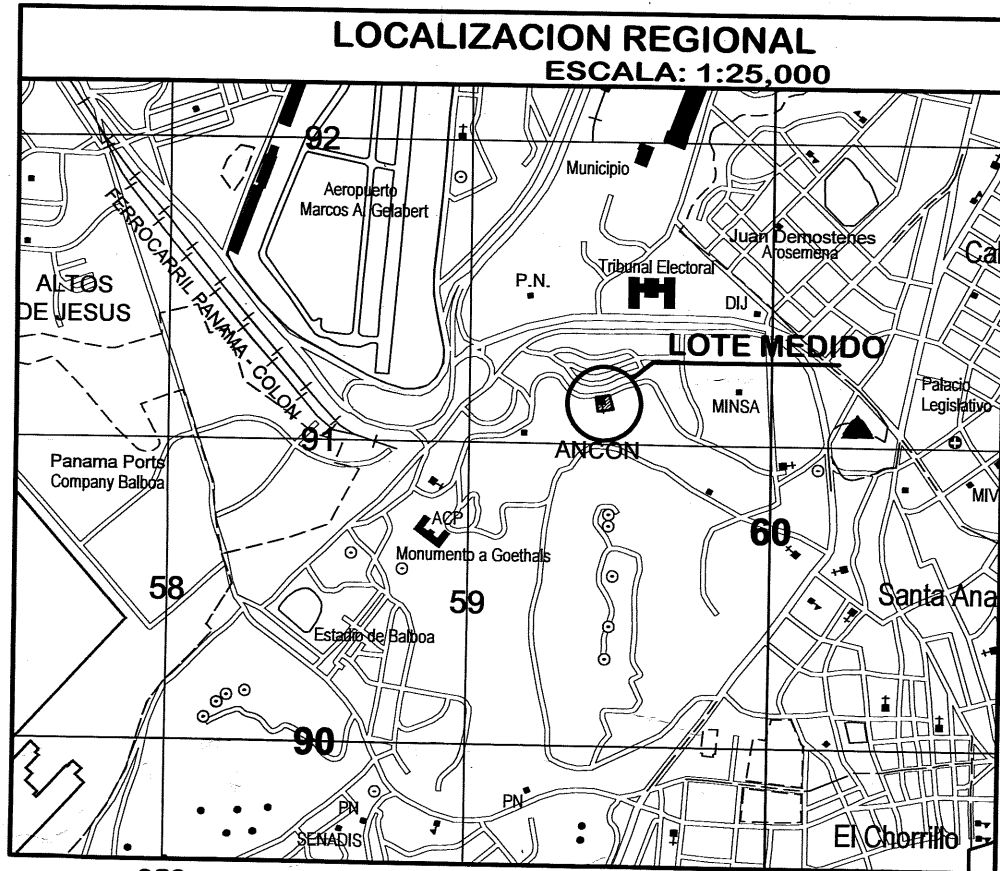 LOCALIZACION REGIONAL
ESCALA: 1:25,000
92
Municipio
Aeropuerto
Marcos A. Gelabert
FERROCARRIL PANAMA - COLON
Juan Demostenes
Arosemena
Ca
ALTOS
DE JESUS
P.N.
Tribunal Electoral
DIJ
LOTE MEDIDO
Palacio
Legislativo
MINSA
91
ANCON
Panama Ports
Company Balboa
MIV
ACP
60
Monumento a Goethals
58
59
Santa Ana
Estadio de Balboa
90
PN
PN
SENADIS
El Chorrillo